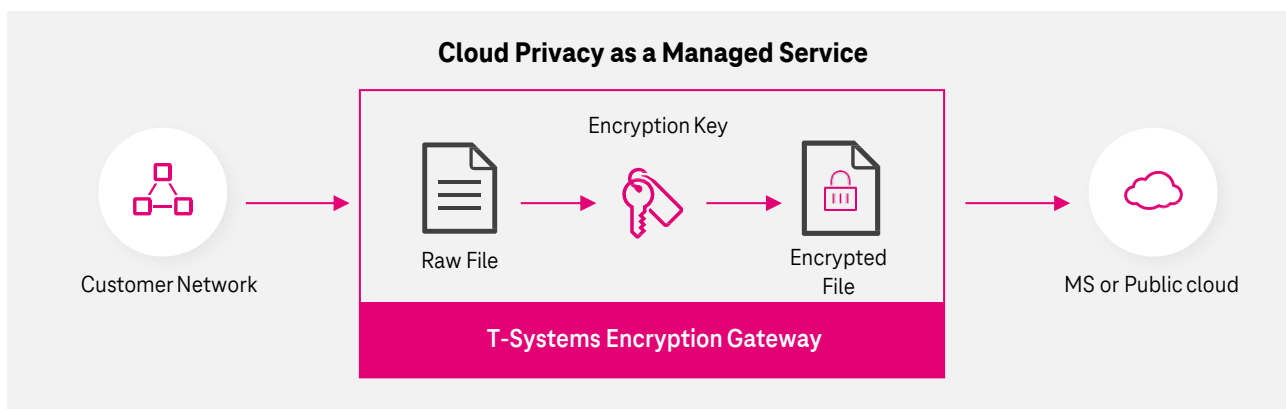 Cloud Privacy as a Managed Service
Encryption Key
Raw File
Encrypted
File
Customer Network
MS or Public cloud
T-Systems Encryption Gateway